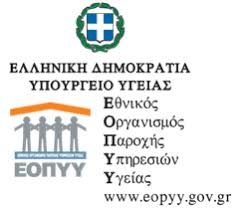 ΕΛΛΗΝΙΚΗ ΔΗΜΟΚΡΑΤΙΑ
ΥΠΟΥΡΓΕΙΟ ΥΓΕΙΑΣ
Εθνικός
Οργανισμός
Παροχής
Υπηρεσιών
Υγείας
ΕΟΠΥΥ
www.eopyy.gov.gr